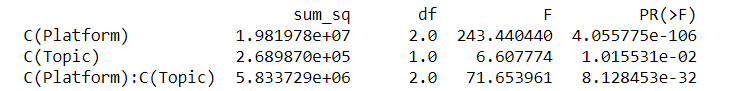 sum_sq df F PR(>F)
C(Platform) 1.981978e+07 2.0 243.440440 4.055775e-106
C(Topic) 2.689870e+05 1.0 6.607774 1.015531e-02
C(Platform):C(Topic) 5.833729e+06 2.0 71.653961 8.128453e-32